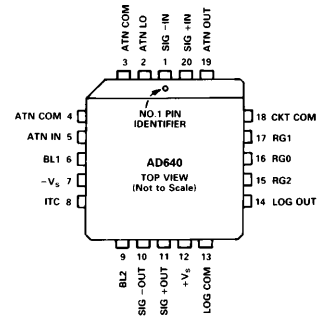 ATN COM
ATN LO
SIG -IN
SIG +IN
ATN OUT
3 2 1 20 19
NO.1 PIN
IDENTIFIER
ATN COM 4
ATN IN 5
BL1 6
-Vs 7
ITC 8
AD640
TOP VIEW
(Not to Scale)
18 CKT COM
17 RG1
16 RG0
15 RG2
14 LOG OUT
9 10 11 12 13
BL2
SIG -OUT
SIG +OUT
+Vs
LOG COM